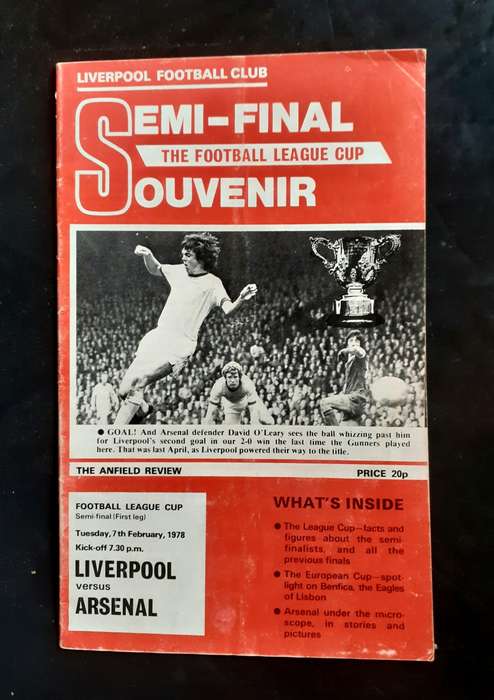 LIVERPOOL FOOTBALL CLUB
SEMI-FINAL
THE FOOTBALL LEAGUE CUP
SOUVENIR
● GOAL! And Arsenal defender David O'Leary sees the ball whizzing past him
for Liverpool's second goal in our 2-0 win the last time the Gunners played
here. That was last April, as Liverpool powered their way to the title.
THE ANFIELD REVIEW
PRICE 20p
FOOTBALL LEAGUE CUP
Semi-final (First leg)
Tuesday, 7th February, 1978
Kick-off 7.30 p.m.
LIVERPOOL
versus
ARSENAL
WHAT'S INSIDE
● The League Cup—facts and
figures about the semi-
finalists, and all the
previous finals
● The European Cup—spot-
light on Benfica, the Eagles
of Lisbon
● Arsenal under the micro-
scope, in stories and
pictures